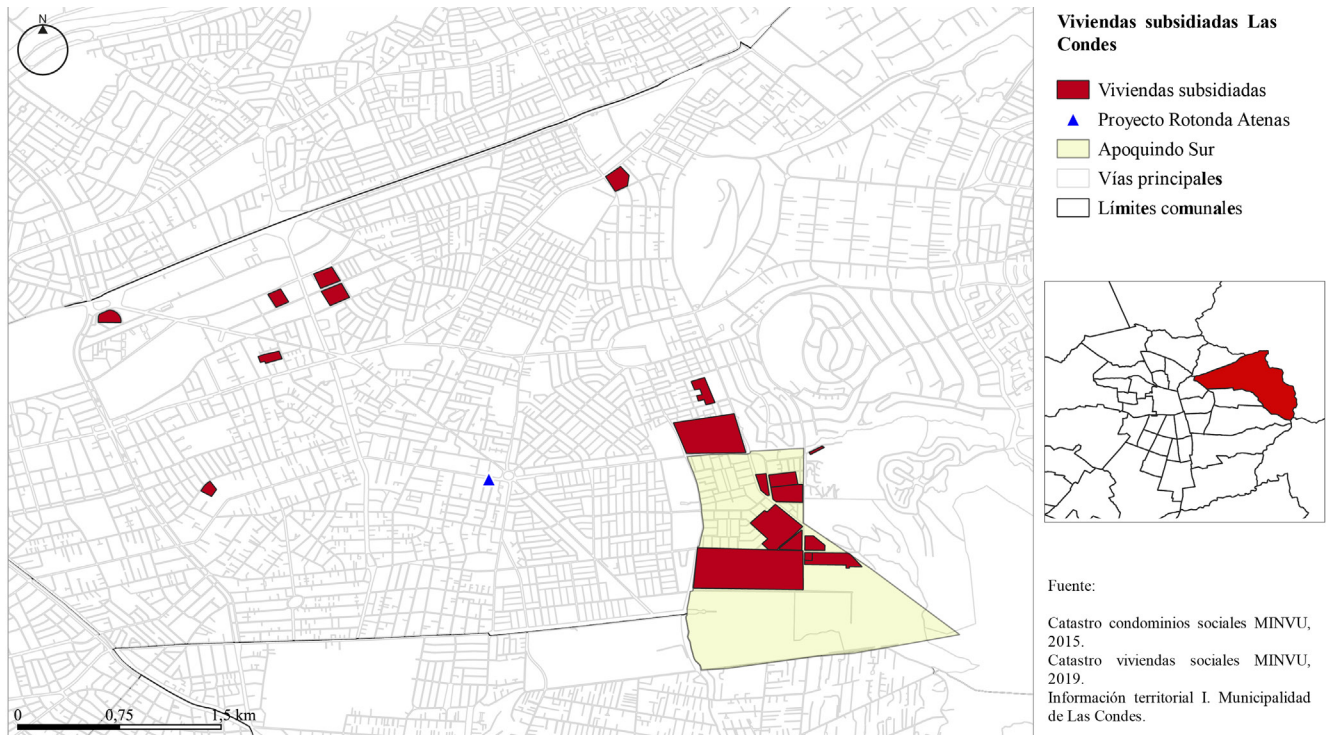 N
Viviendas subsidiadas Las
Condes
Viviendas subsidiadas
Proyecto Rotonda Atenas
Apoquindo Sur
Vías principales
Límites comunales
Fuente:
Catastro condominios sociales MINVU,
2015.
Catastro viviendas sociales MINVU,
2019.
Información territorial I. Municipalidad
de Las Condes.
0 0,75 1,5 km